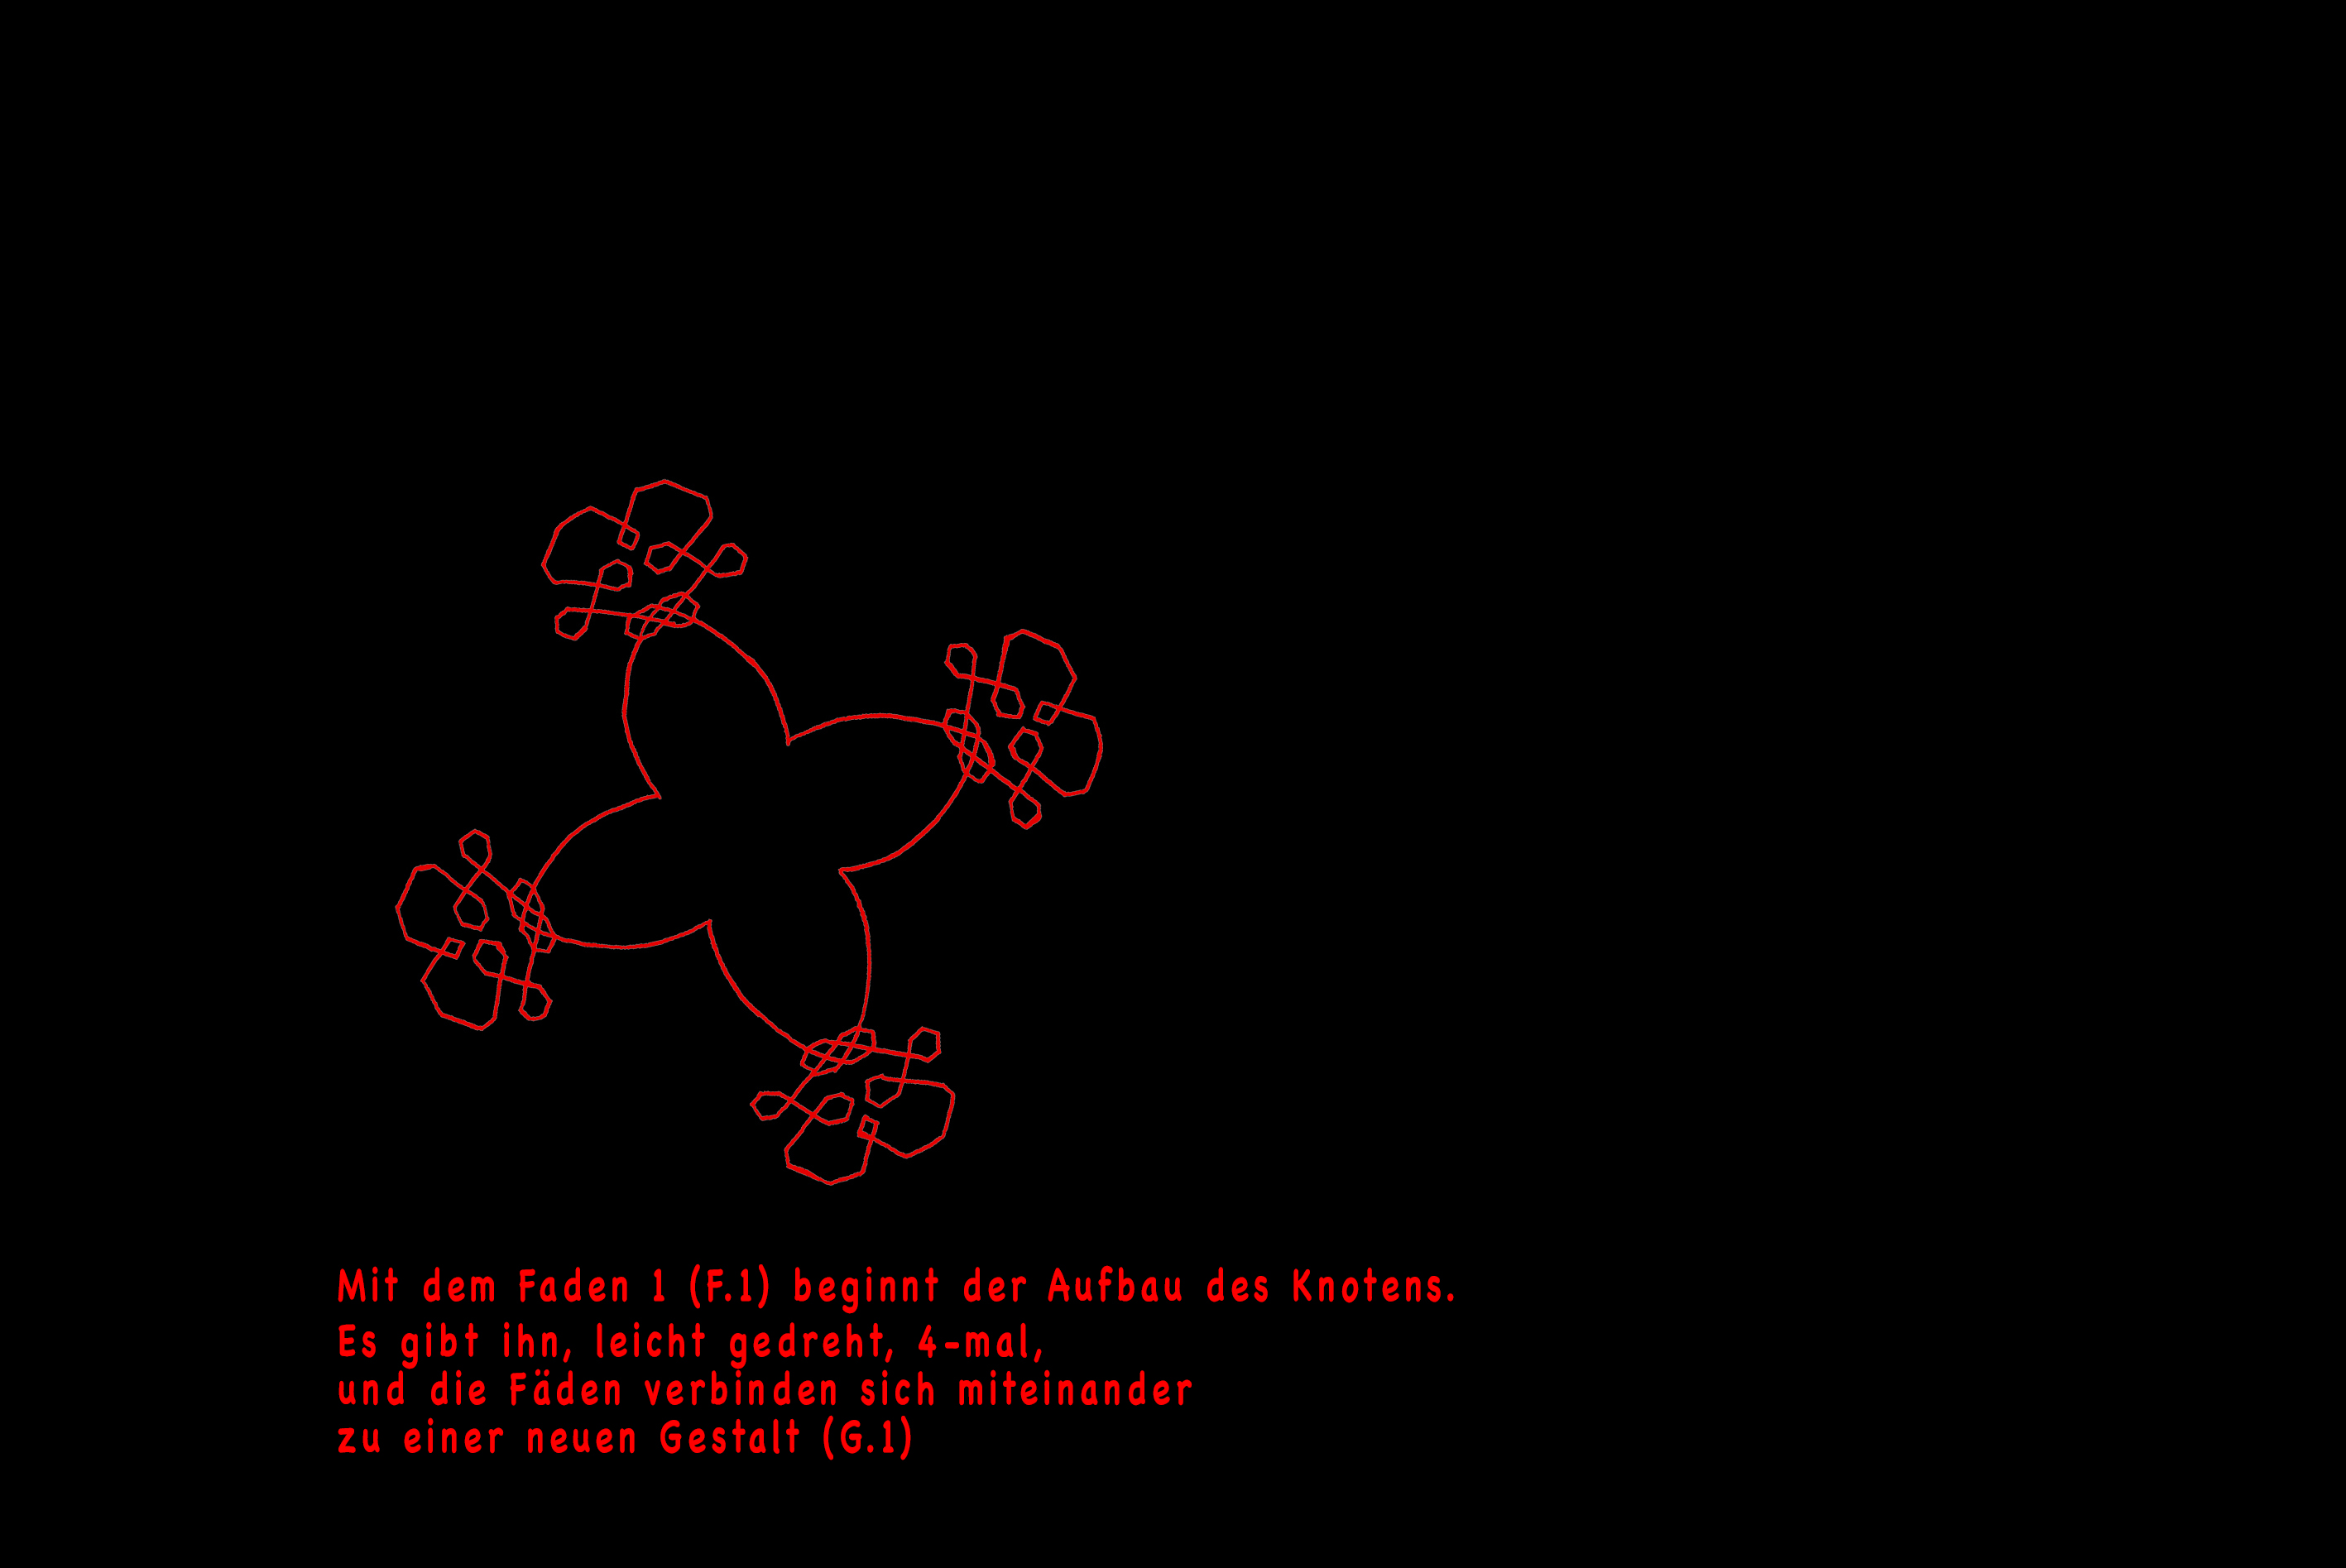 Mit dem Faden 1 (F.1) beginnt der Aufbau des Knotens.
Es gibt ihn, leicht gedreht, 4-mal,
und die Fäden verbinden sich miteinander
zu einer neuen Gestalt (G.1)